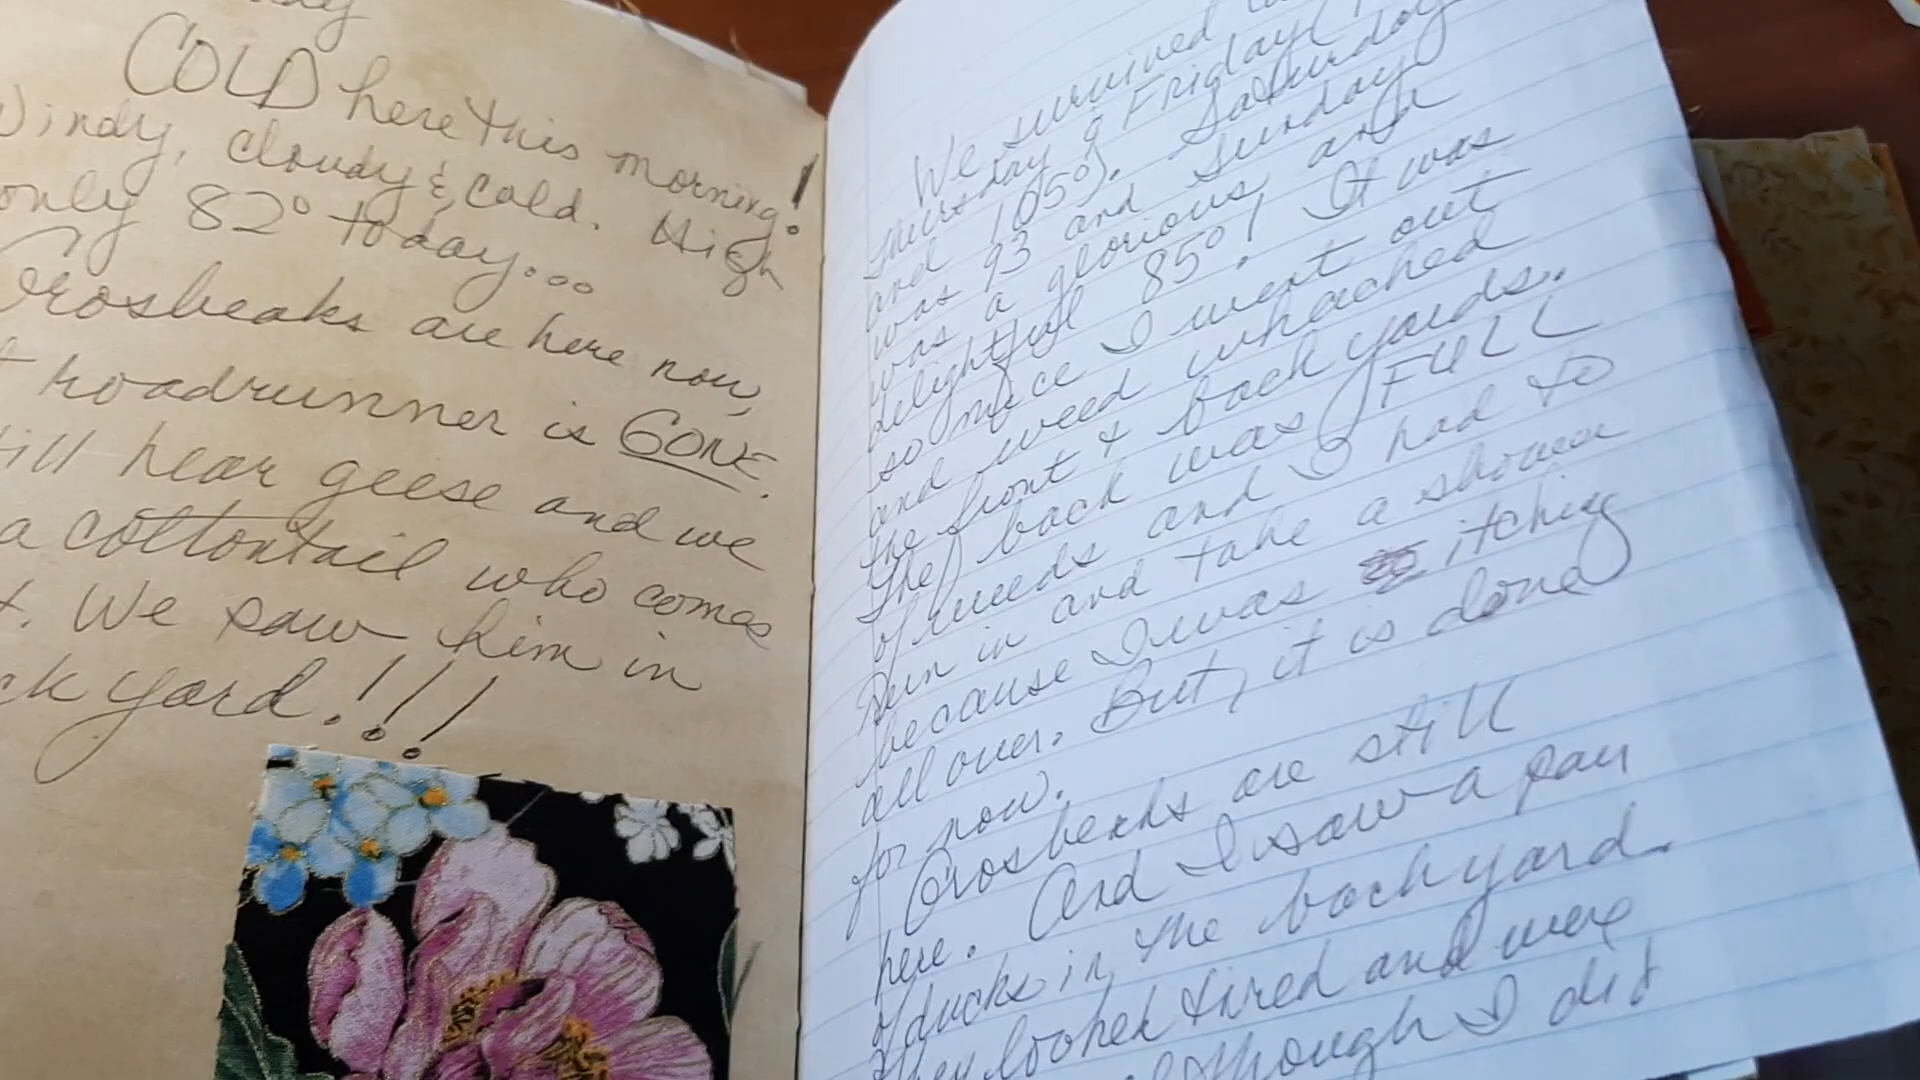 COLD here this morning!
Windy, cloudy & cold. High
only 82° today...
Grosbeaks are here now,
roadrunner is GONE.
hear geese and we
a cottontail who comes
We saw him in
yard.!!!
We survived
Thursday & Friday (
and 105°). Saturday
was 93 and Sunday
was a glorious and
delightful 85°! It was
so nice I went out
and weed whacked
the front & back yards.
The back was FULL
of weeds and I had to
run in and take a shower
because I was itching
all over. But, it is done
for now.
Grosbeaks are still
here. And I saw a pair
of ducks in the back yard.
They looked tired and were
although I did